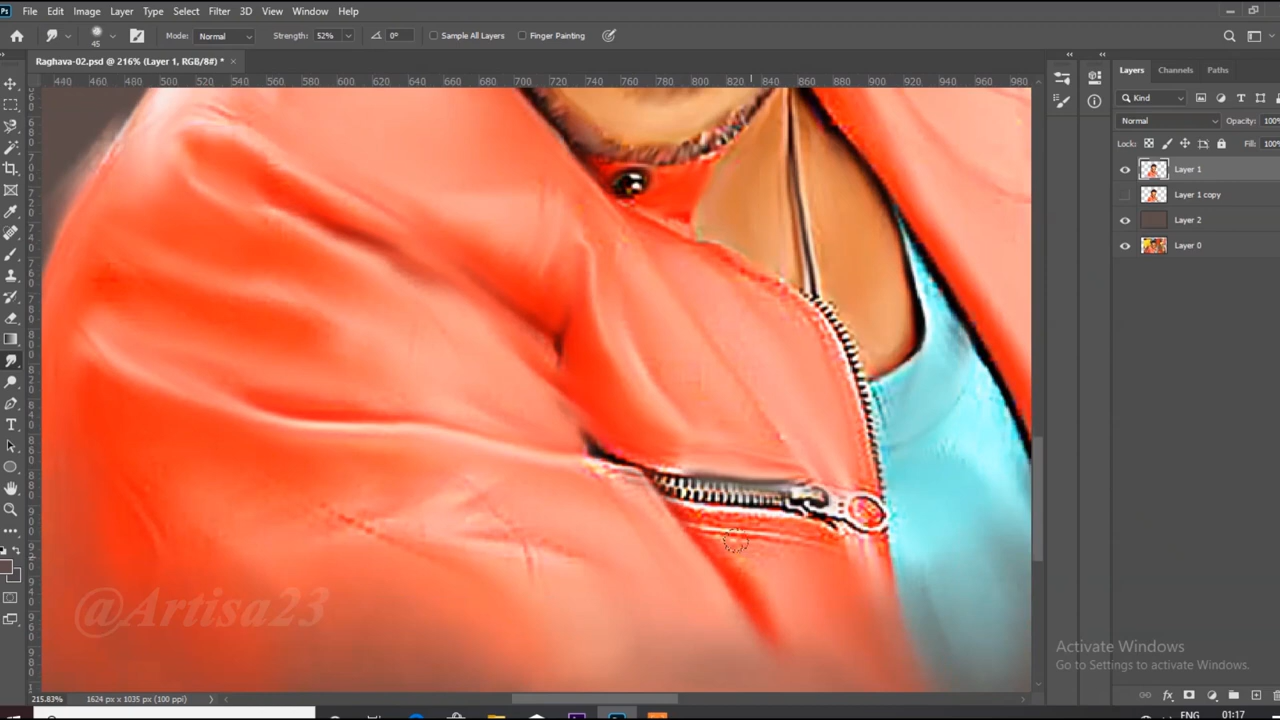 Ps File Edit Image Layer Type Select Filter 3D View Window Help
45 Mode: Normal Strength: 52% 0° Sample All Layers Finger Painting
Raghava-02.psd @ 216% (Layer 1, RGB/8#) * ×
440 460 480 500 520 540 560 580 600 620 640 660 680 700 720 740 760 780 800 820 840 860 880 900 920 940 960 980
Layers Channels Paths
Kind
Normal Opacity: 100%
Lock: Fill: 100%
Layer 1
Layer 1 copy
Layer 2
Layer 0
@Artisa23
Activate Windows
Go to Settings to activate Windows.
215.83% 1624 px x 1035 px (100 ppi)
ENG 01:17